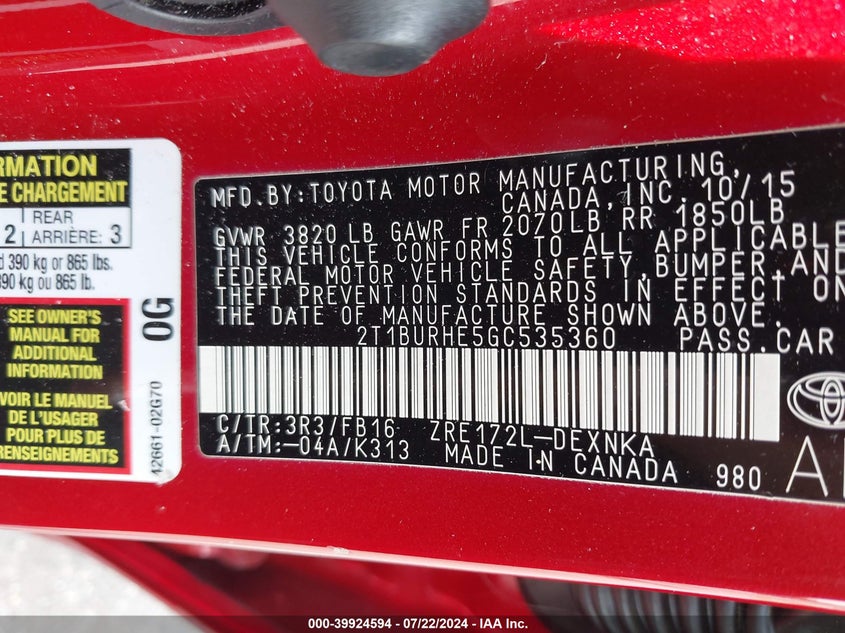 RMATION
E CHARGEMENT
2 REAR
ARRIÈRE: 3
390 kg or 865 lbs.
390 kg ou 865 lb.
SEE OWNER'S
MANUAL FOR
ADDITIONAL
INFORMATION
VOIR LE MANUEL
DE L'USAGER
POUR PLUS DE
RENSEIGNEMENTS
0G
42661-02G70
MFD.BY:TOYOTA MOTOR MANUFACTURING,
CANADA,INC. 10/15
GVWR 3820 LB GAWR FR 2070LB RR 1850LB
THIS VEHICLE CONFORMS TO ALL APPLICABLE
FEDERAL MOTOR VEHICLE SAFETY,BUMPER,AND
THEFT PREVENTION STANDARDS IN EFFECT ON
THE DATE OF MANUFACTURE SHOWN ABOVE.
2T1BURHE5GC535360 PASS.CAR
C/TR:3R3/FB16 ZRE172L-DEXNKA
A/TM:-04A/K313 MADE IN CANADA 980
000-39924594 - 07/22/2024 - IAA Inc.